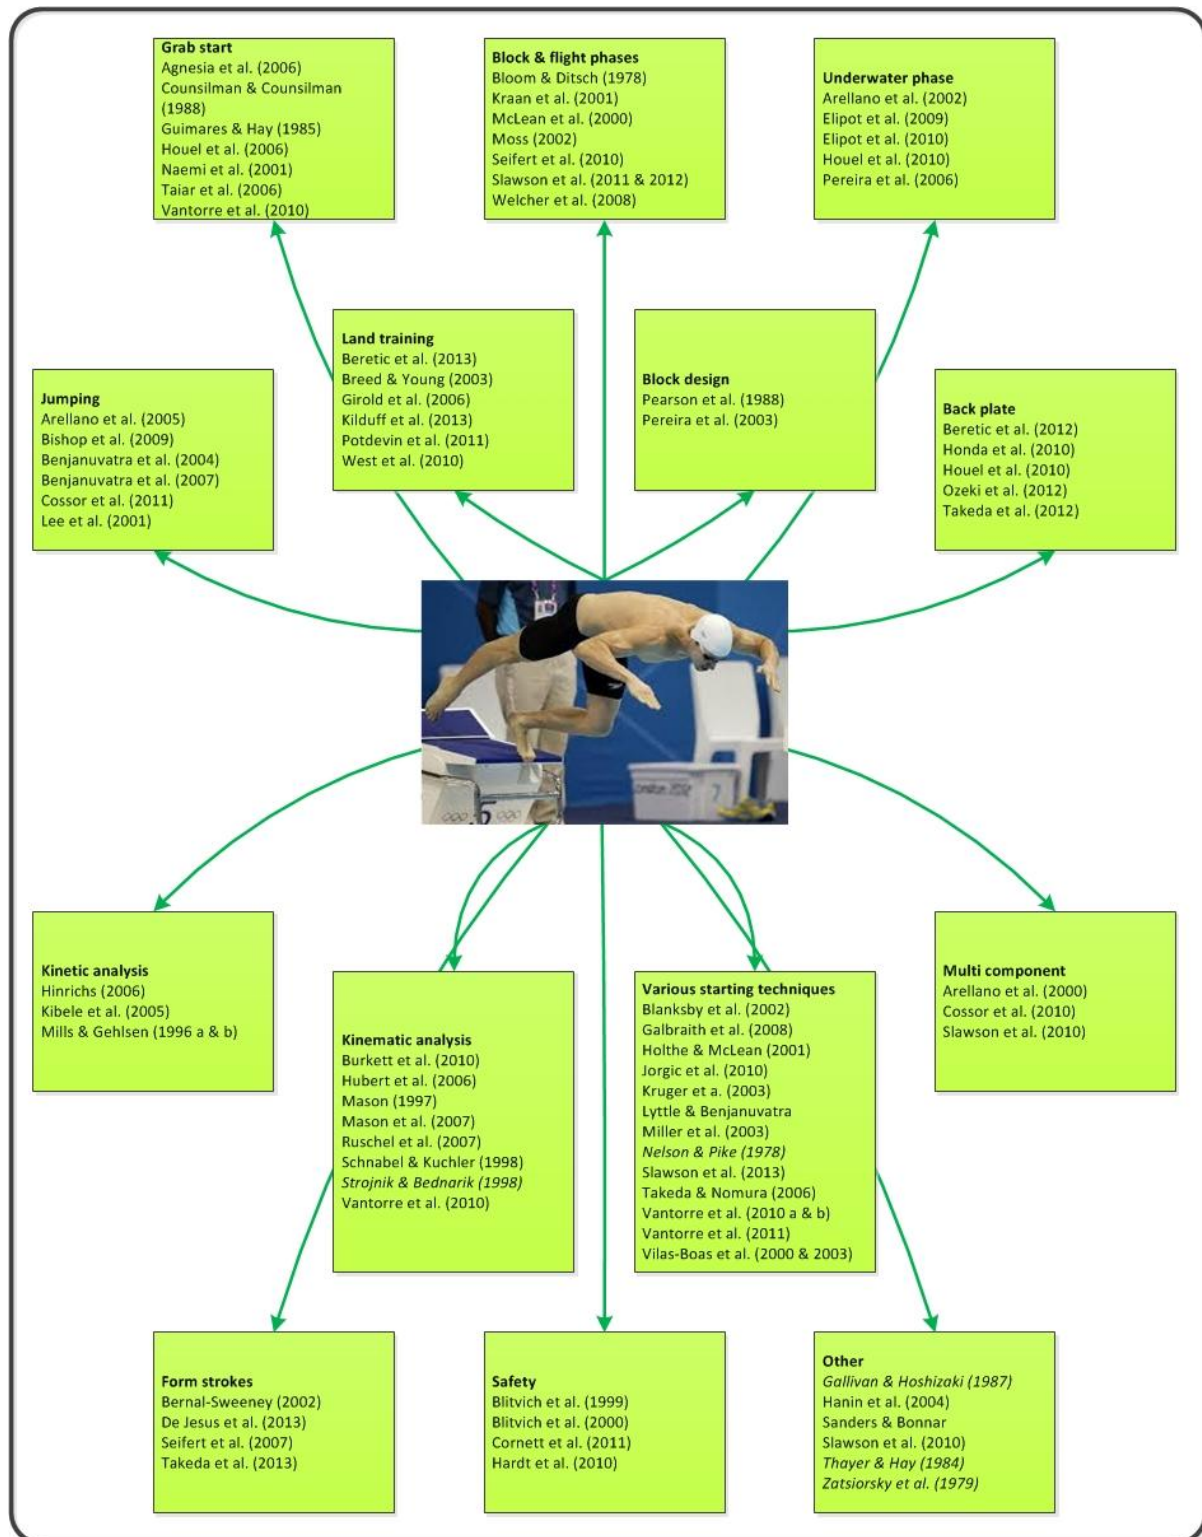 Grab start
Agnesia et al. (2006)
Counsilman & Counsilman
(1988)
Guimares & Hay (1985)
Houel et al. (2006)
Naemi et al. (2001)
Taiar et al. (2006)
Vantorre et al. (2010)
Block & flight phases
Bloom & Ditsch (1978)
Kraan et al. (2001)
McLean et al. (2000)
Moss (2002)
Seifert et al. (2010)
Slawson et al. (2011 & 2012)
Welcher et al. (2008)
Underwater phase
Arellano et al. (2002)
Elipot et al. (2009)
Elipot et al. (2010)
Houel et al. (2010)
Pereira et al. (2006)
Jumping
Arellano et al. (2005)
Bishop et al. (2009)
Benjanuvatra et al. (2004)
Benjanuvatra et al. (2007)
Cossor et al. (2011)
Lee et al. (2001)
Land training
Beretic et al. (2013)
Breed & Young (2003)
Girold et al. (2006)
Kilduff et al. (2013)
Potdevin et al. (2011)
West et al. (2010)
Block design
Pearson et al. (1988)
Pereira et al. (2003)
Back plate
Beretic et al. (2012)
Honda et al. (2010)
Houel et al. (2010)
Ozeki et al. (2012)
Takeda et al. (2012)
London 2012
7
5
Kinetic analysis
Hinrichs (2006)
Kibele et al. (2005)
Mills & Gehlsen (1996 a & b)
Kinematic analysis
Burkett et al. (2010)
Hubert et al. (2006)
Mason (1997)
Mason et al. (2007)
Ruschel et al. (2007)
Schnabel & Kuchler (1998)
Strojnik & Bednarik (1998)
Vantorre et al. (2010)
Various starting techniques
Blanksby et al. (2002)
Galbraith et al. (2008)
Holthe & McLean (2001)
Jorgic et al. (2010)
Kruger et a. (2003)
Lyttle & Benjanuvatra
Miller et al. (2003)
Nelson & Pike (1978)
Slawson et al. (2013)
Takeda & Nomura (2006)
Vantorre et al. (2010 a & b)
Vantorre et al. (2011)
Vilas-Boas et al. (2000 & 2003)
Multi component
Arellano et al. (2000)
Cossor et al. (2010)
Slawson et al. (2010)
Form strokes
Bernal-Sweeney (2002)
De Jesus et al. (2013)
Seifert et al. (2007)
Takeda et al. (2013)
Safety
Blitvich et al. (1999)
Blitvich et al. (2000)
Cornett et al. (2011)
Hardt et al. (2010)
Other
Gallivan & Hoshizaki (1987)
Hanin et al. (2004)
Sanders & Bonnar
Slawson et al. (2010)
Thayer & Hay (1984)
Zatsiorsky et al. (1979)